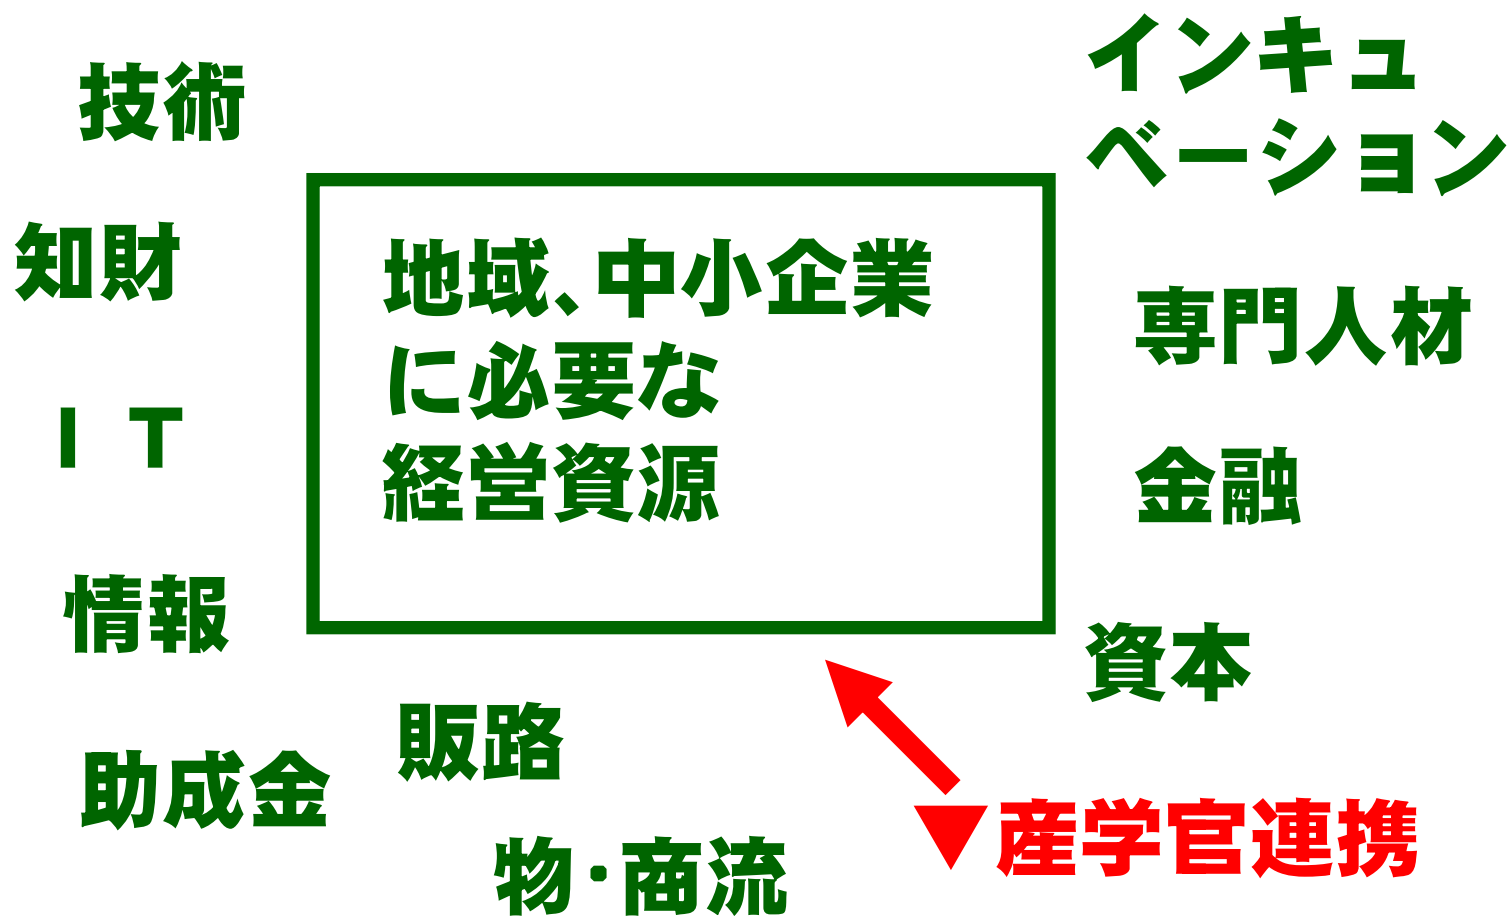 技術
知財
ＩＴ
情報
助成金
地域、中小企業
に必要な
経営資源
販路
物・商流
インキュ
ベーション
専門人材
金融
資本
▼産学官連携